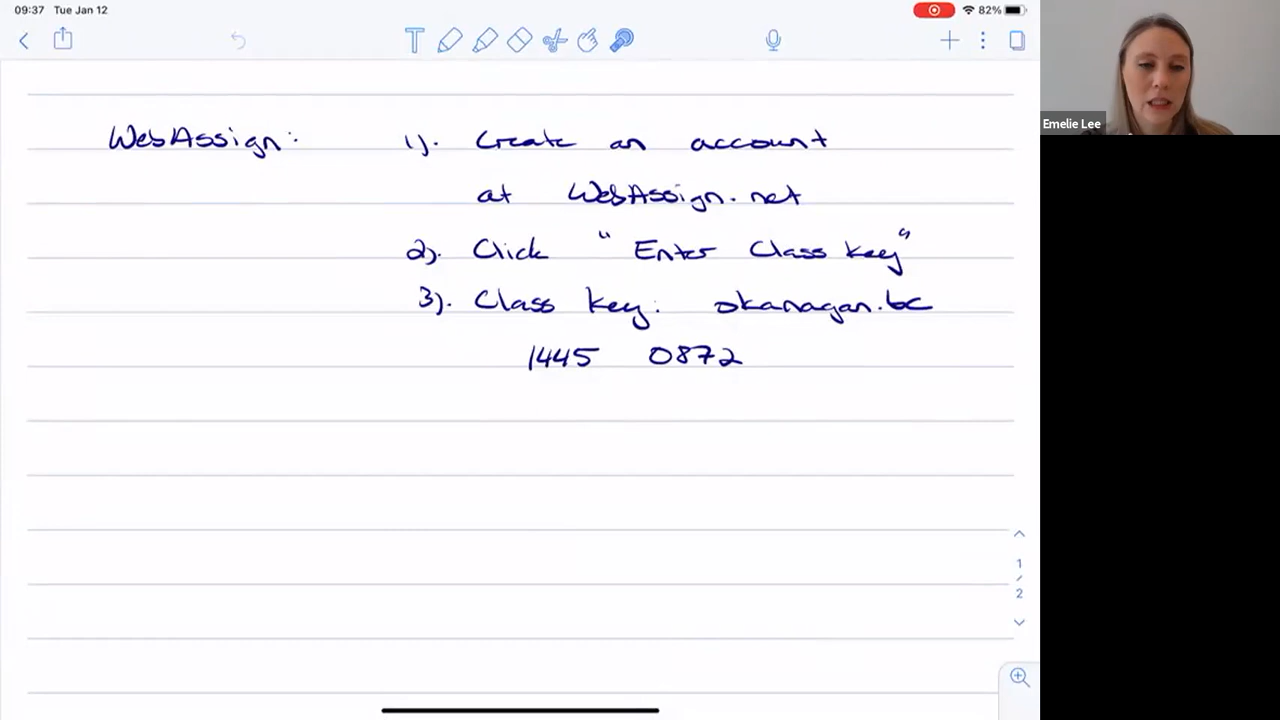 09:37 Tue Jan 12
82%
Emelie Lee
WebAssign: 1). Create an account
at WebAssign.net
2). Click "Enter Class Key"
3). Class Key: okanagan.bc
1445 0872
1
2